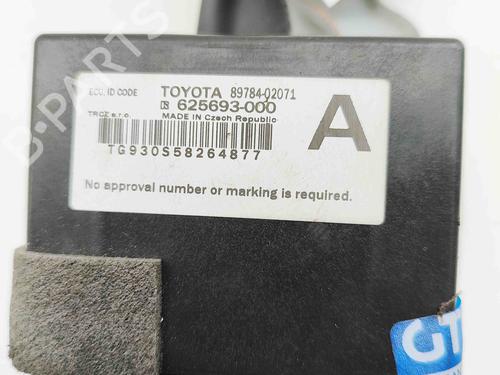 ECU, ID CODE TOYOTA 89784-02071
625693-000
TRCZ s.r.o. MADE IN Czech Republic
A
TG930S58264877
No approval number or marking is required.
B-PARTS
GT